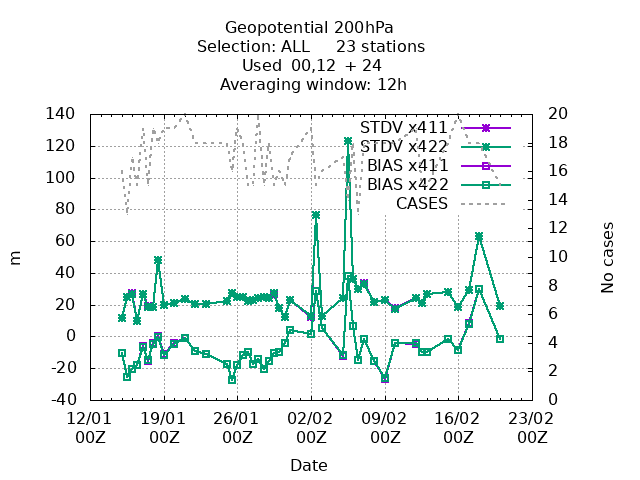 Geopotential 200hPa
Selection: ALL 23 stations
Used 00,12 + 24
Averaging window: 12h
140
120
100
80
60
40
20
0
-20
-40
m
20
18
16
14
12
10
8
6
4
2
0
No cases
STDV x411
STDV x422
BIAS x411
BIAS x422
CASES
12/01 19/01 26/01 02/02 09/02 16/02 23/02
00Z 00Z 00Z 00Z 00Z 00Z 00Z
Date